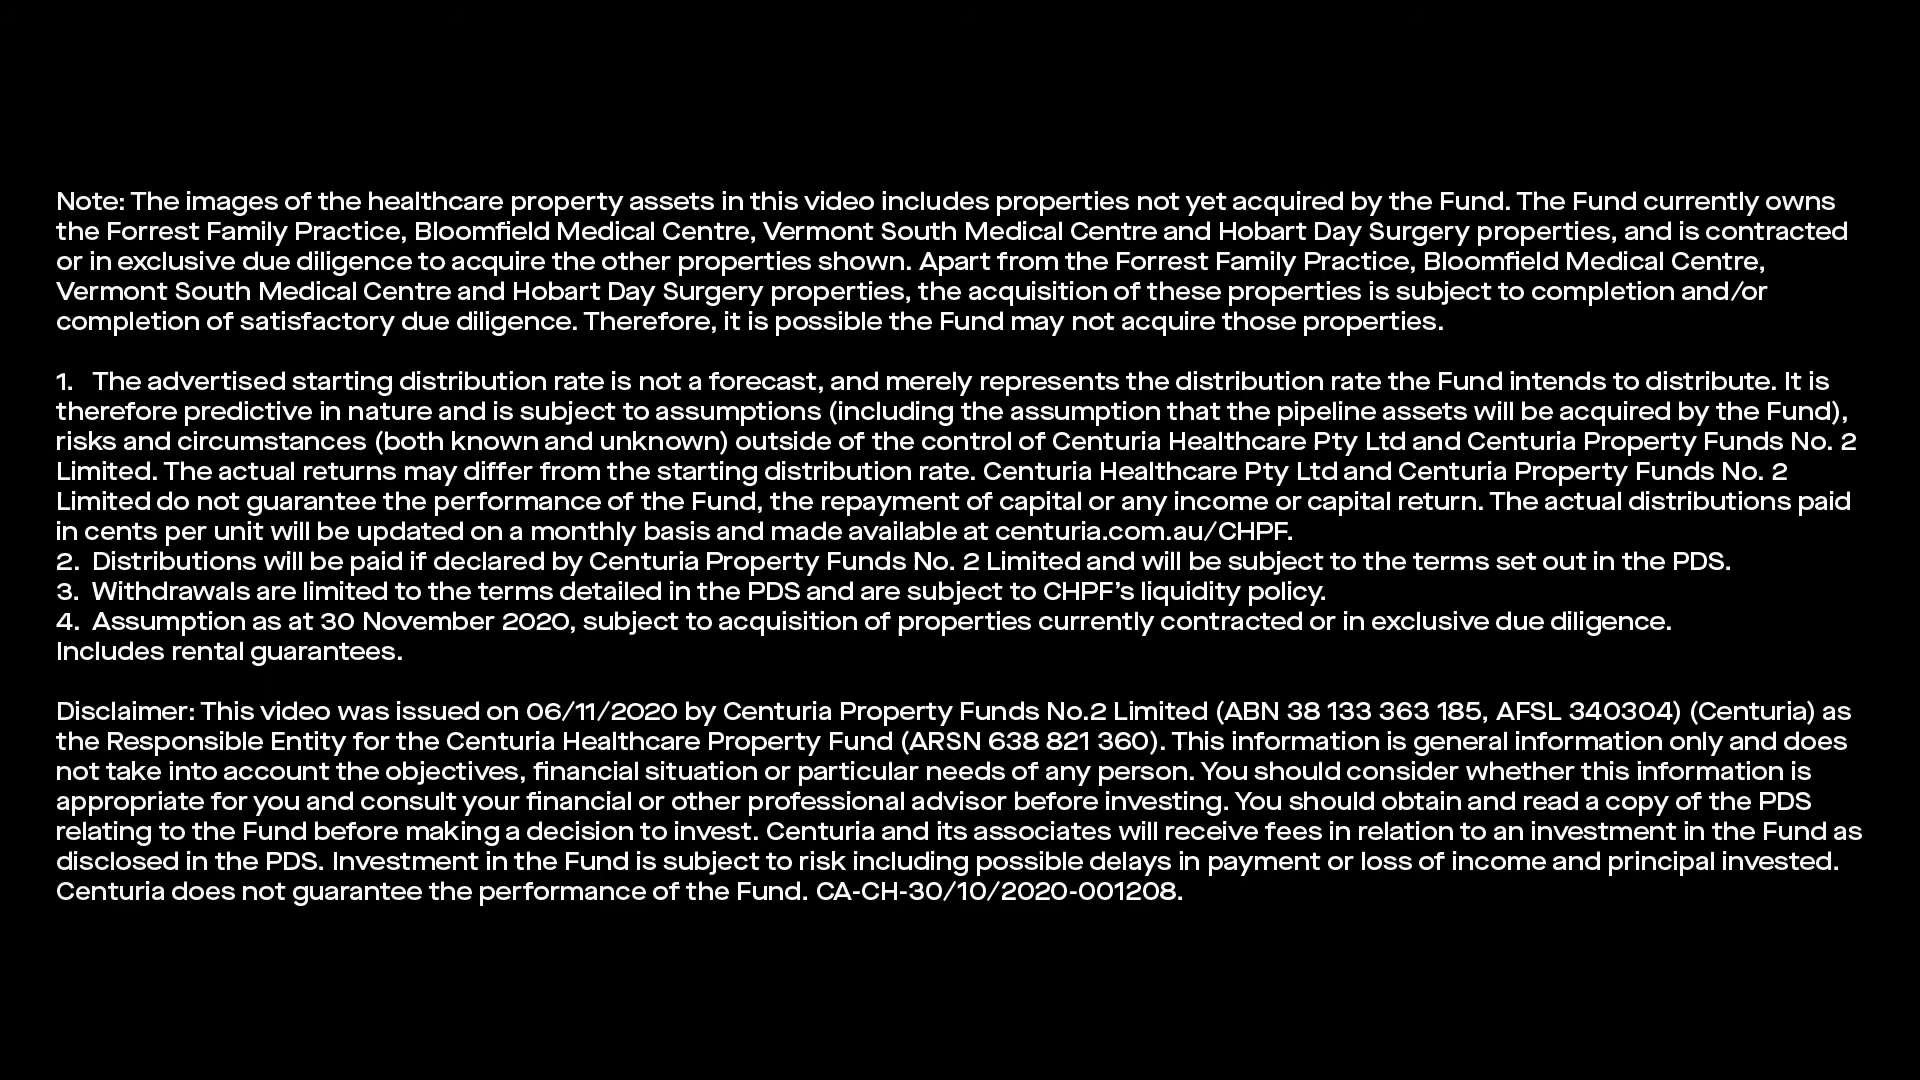 Note: The images of the healthcare property assets in this video includes properties not yet acquired by the Fund. The Fund currently owns
the Forrest Family Practice, Bloomfield Medical Centre, Vermont South Medical Centre and Hobart Day Surgery properties, and is contracted
or in exclusive due diligence to acquire the other properties shown. Apart from the Forrest Family Practice, Bloomfield Medical Centre,
Vermont South Medical Centre and Hobart Day Surgery properties, the acquisition of these properties is subject to completion and/or
completion of satisfactory due diligence. Therefore, it is possible the Fund may not acquire those properties.
1. The advertised starting distribution rate is not a forecast, and merely represents the distribution rate the Fund intends to distribute. It is
therefore predictive in nature and is subject to assumptions (including the assumption that the pipeline assets will be acquired by the Fund),
risks and circumstances (both known and unknown) outside of the control of Centuria Healthcare Pty Ltd and Centuria Property Funds No. 2
Limited. The actual returns may differ from the starting distribution rate. Centuria Healthcare Pty Ltd and Centuria Property Funds No. 2
Limited do not guarantee the performance of the Fund, the repayment of capital or any income or capital return. The actual distributions paid
in cents per unit will be updated on a monthly basis and made available at centuria.com.au/CHPF.
2. Distributions will be paid if declared by Centuria Property Funds No. 2 Limited and will be subject to the terms set out in the PDS.
3. Withdrawals are limited to the terms detailed in the PDS and are subject to CHPF’s liquidity policy.
4. Assumption as at 30 November 2020, subject to acquisition of properties currently contracted or in exclusive due diligence.
Includes rental guarantees.
Disclaimer: This video was issued on 06/11/2020 by Centuria Property Funds No.2 Limited (ABN 38 133 363 185, AFSL 340304) (Centuria) as
the Responsible Entity for the Centuria Healthcare Property Fund (ARSN 638 821 360). This information is general information only and does
not take into account the objectives, financial situation or particular needs of any person. You should consider whether this information is
appropriate for you and consult your financial or other professional advisor before investing. You should obtain and read a copy of the PDS
relating to the Fund before making a decision to invest. Centuria and its associates will receive fees in relation to an investment in the Fund as
disclosed in the PDS. Investment in the Fund is subject to risk including possible delays in payment or loss of income and principal invested.
Centuria does not guarantee the performance of the Fund. CA-CH-30/10/2020-001208.